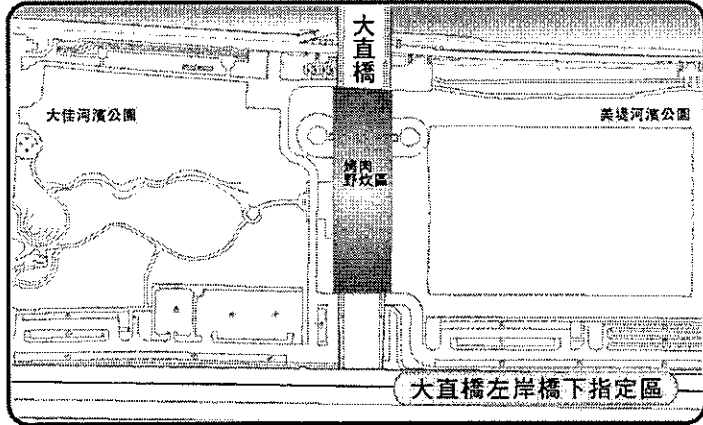 大直橋
大佳河濱公園
美堤河濱公園
烤肉
野炊區
大直橋左岸橋下指定區